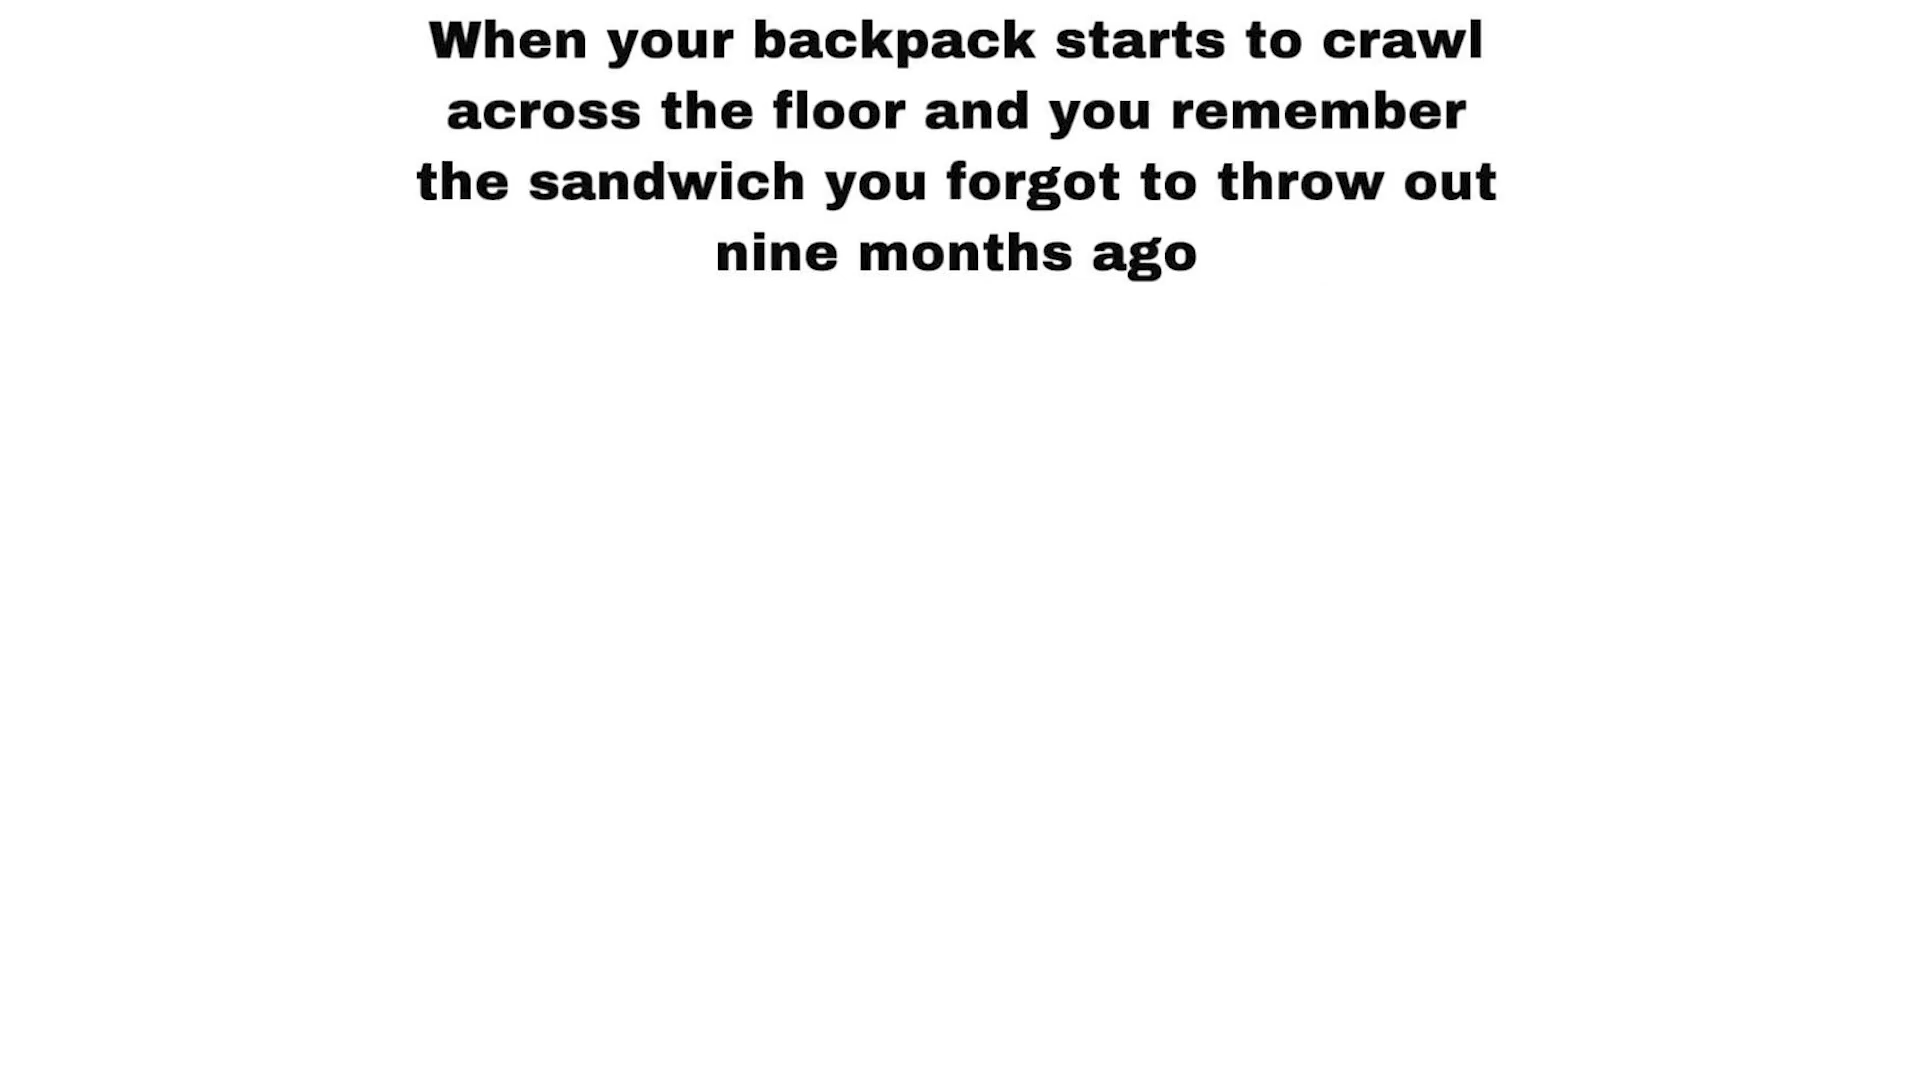 When your backpack starts to crawl
across the floor and you remember
the sandwich you forgot to throw out
nine months ago